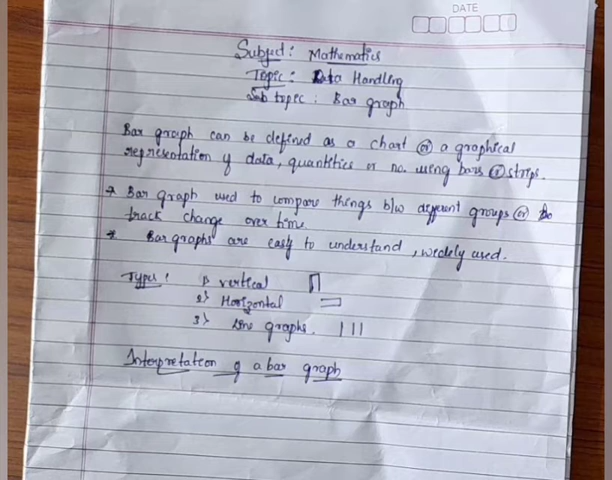 DATE
Subject: Mathematics
Topic: Data Handling
Sub topic: Bar graph
Bar graph can be defined as a chart or a graphical
representation of data, quantities or no. using bars or strips.
→ Bar graph used to compare things b/w different groups or to
track change over time
* Bar graphs are easy to understand, widely used.
Types: 1) vertical
2) Horizontal
3) Line graphs.
Interpretation of a bar graph